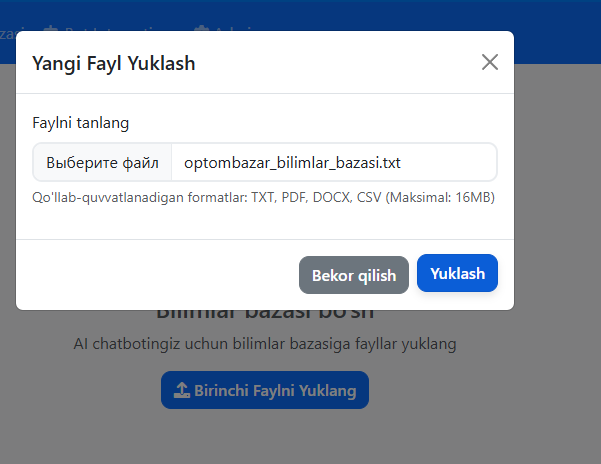 Yangi Fayl Yuklash
Faylni tanlang
Выберите файл optombazar_bilimlar_bazasi.txt
Qo'llab-quvvatlanadigan formatlar: TXT, PDF, DOCX, CSV (Maksimal: 16MB)
Bekor qilish Yuklash
Bilimlar bazasi bo'sh
AI chatbotingiz uchun bilimlar bazasiga fayllar yuklang
Birinchi Faylni Yuklang